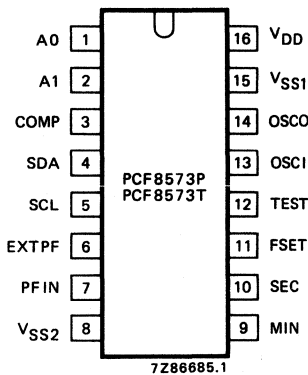 A0 1 16 VDD
A1 2 15 VSS1
COMP 3 14 OSCO
SDA 4 13 OSCI
PCF8573P
PCF8573T
SCL 5 12 TEST
EXTPF 6 11 FSET
PFIN 7 10 SEC
VSS2 8 9 MIN
7Z86685.1